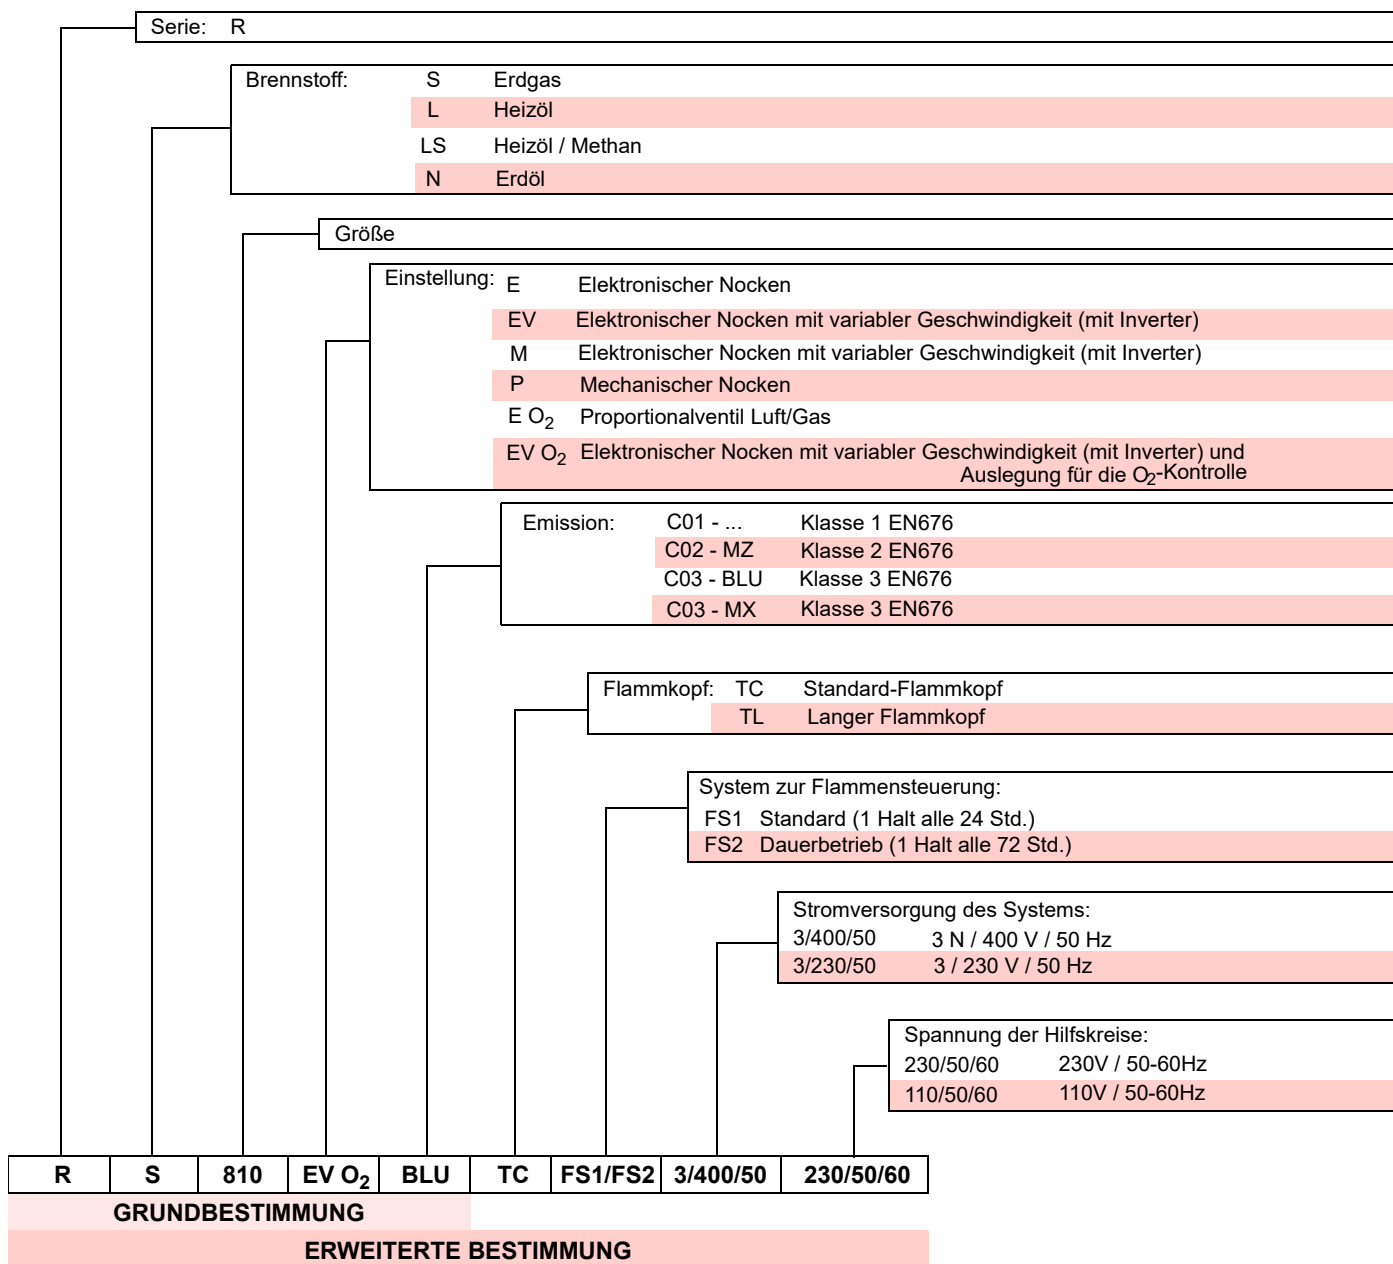 Serie: R
Brennstoff: S Erdgas
L Heizöl
LS Heizöl / Methan
N Erdöl
Größe
Einstellung: E Elektronischer Nocken
EV Elektronischer Nocken mit variabler Geschwindigkeit (mit Inverter)
M Elektronischer Nocken mit variabler Geschwindigkeit (mit Inverter)
P Mechanischer Nocken
E O2 Proportionalventil Luft/Gas
EV O2 Elektronischer Nocken mit variabler Geschwindigkeit (mit Inverter) und
Auslegung für die O2-Kontrolle
Emission: C01 - ... Klasse 1 EN676
C02 - MZ Klasse 2 EN676
C03 - BLU Klasse 3 EN676
C03 - MX Klasse 3 EN676
Flammkopf: TC Standard-Flammkopf
TL Langer Flammkopf
System zur Flammensteuerung:
FS1 Standard (1 Halt alle 24 Std.)
FS2 Dauerbetrieb (1 Halt alle 72 Std.)
Stromversorgung des Systems:
3/400/50 3 N / 400 V / 50 Hz
3/230/50 3 / 230 V / 50 Hz
Spannung der Hilfskreise:
230/50/60 230V / 50-60Hz
110/50/60 110V / 50-60Hz
R S 810 EV O2 BLU TC FS1/FS2 3/400/50 230/50/60
GRUNDBESTIMMUNG
ERWEITERTE BESTIMMUNG